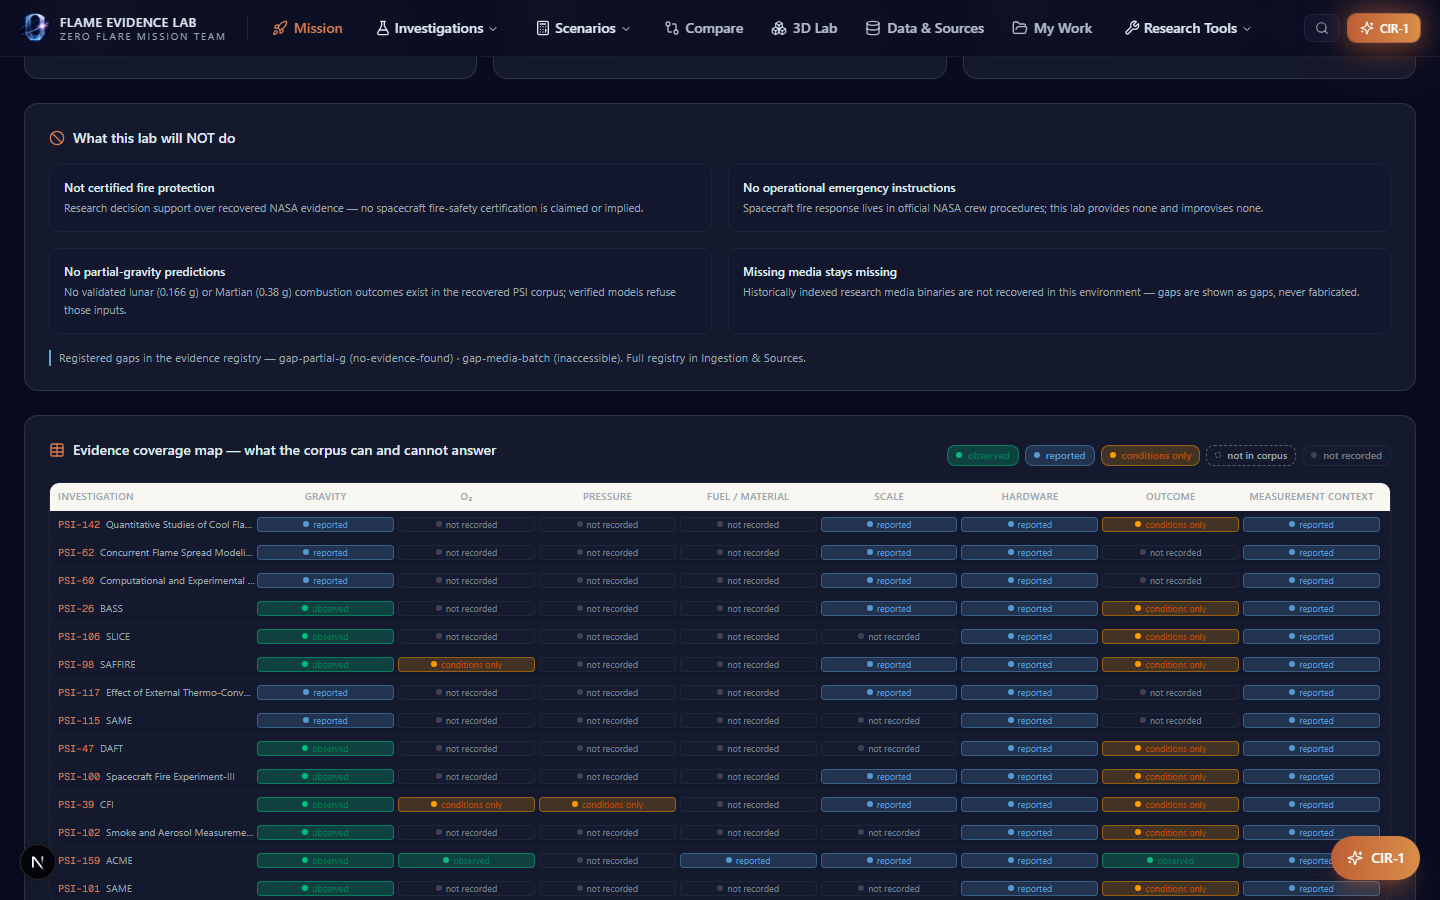 FLAME EVIDENCE LAB
ZERO FLARE MISSION TEAM
Mission
Investigations
Scenarios
Compare
3D Lab
Data & Sources
My Work
Research Tools
CIR-1
What this lab will NOT do
Not certified fire protection
Research decision support over recovered NASA evidence — no spacecraft fire-safety certification is claimed or implied.
No operational emergency instructions
Spacecraft fire response lives in official NASA crew procedures; this lab provides none and improvises none.
No partial-gravity predictions
No validated lunar (0.166 g) or Martian (0.38 g) combustion outcomes exist in the recovered PSI corpus; verified models refuse
those inputs.
Missing media stays missing
Historically indexed research media binaries are not recovered in this environment — gaps are shown as gaps, never fabricated.
Registered gaps in the evidence registry — gap-partial-g (no-evidence-found) · gap-media-batch (inaccessible). Full registry in Ingestion & Sources.
Evidence coverage map — what the corpus can and cannot answer
observed
reported
conditions only
not in corpus
not recorded
INVESTIGATION GRAVITY O₂ PRESSURE FUEL / MATERIAL SCALE HARDWARE OUTCOME MEASUREMENT CONTEXT
PSI-142 Quantitative Studies of Cool Fla... reported not recorded not recorded not recorded reported reported conditions only reported
PSI-62 Concurrent Flame Spread Modeli... reported not recorded not recorded not recorded reported reported not recorded reported
PSI-60 Computational and Experimental ... reported not recorded not recorded not recorded reported reported not recorded reported
PSI-26 BASS observed not recorded not recorded not recorded reported reported conditions only reported
PSI-106 SLICE observed not recorded not recorded not recorded not recorded reported conditions only reported
PSI-98 SAFFIRE observed conditions only not recorded not recorded reported reported conditions only reported
PSI-117 Effect of External Thermo-Conv... reported not recorded not recorded not recorded reported reported not recorded reported
PSI-115 SAME reported not recorded not recorded not recorded not recorded reported not recorded reported
PSI-47 DAFT observed not recorded not recorded not recorded not recorded reported conditions only reported
PSI-100 Spacecraft Fire Experiment-III observed not recorded not recorded not recorded reported reported conditions only reported
PSI-39 CFI observed conditions only conditions only not recorded reported reported conditions only reported
PSI-102 Smoke and Aerosol Measureme... observed not recorded not recorded not recorded not recorded reported conditions only reported
PSI-159 ACME observed observed not recorded reported reported reported observed reported
PSI-101 SAME observed not recorded not recorded not recorded not recorded reported conditions only reported
N
CIR-1